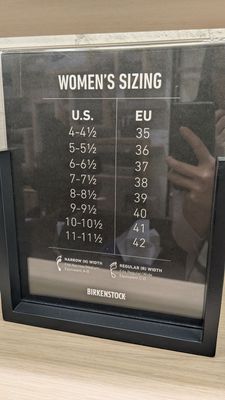 WOMEN'S SIZING
U.S. EU
4-4½ 35
5-5½ 36
6-6½ 37
7-7½ 38
8-8½ 39
9-9½ 40
10-10½ 41
11-11½ 42
NARROW (N) WIDTH REGULAR (R) WIDTH
BIRKENSTOCK